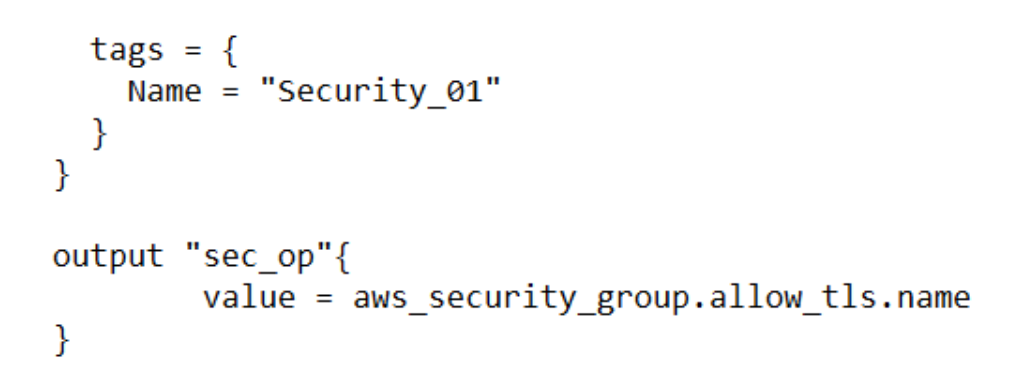 tags = {
Name = "Security_01"
}
}
output "sec_op"{
value = aws_security_group.allow_tls.name
}